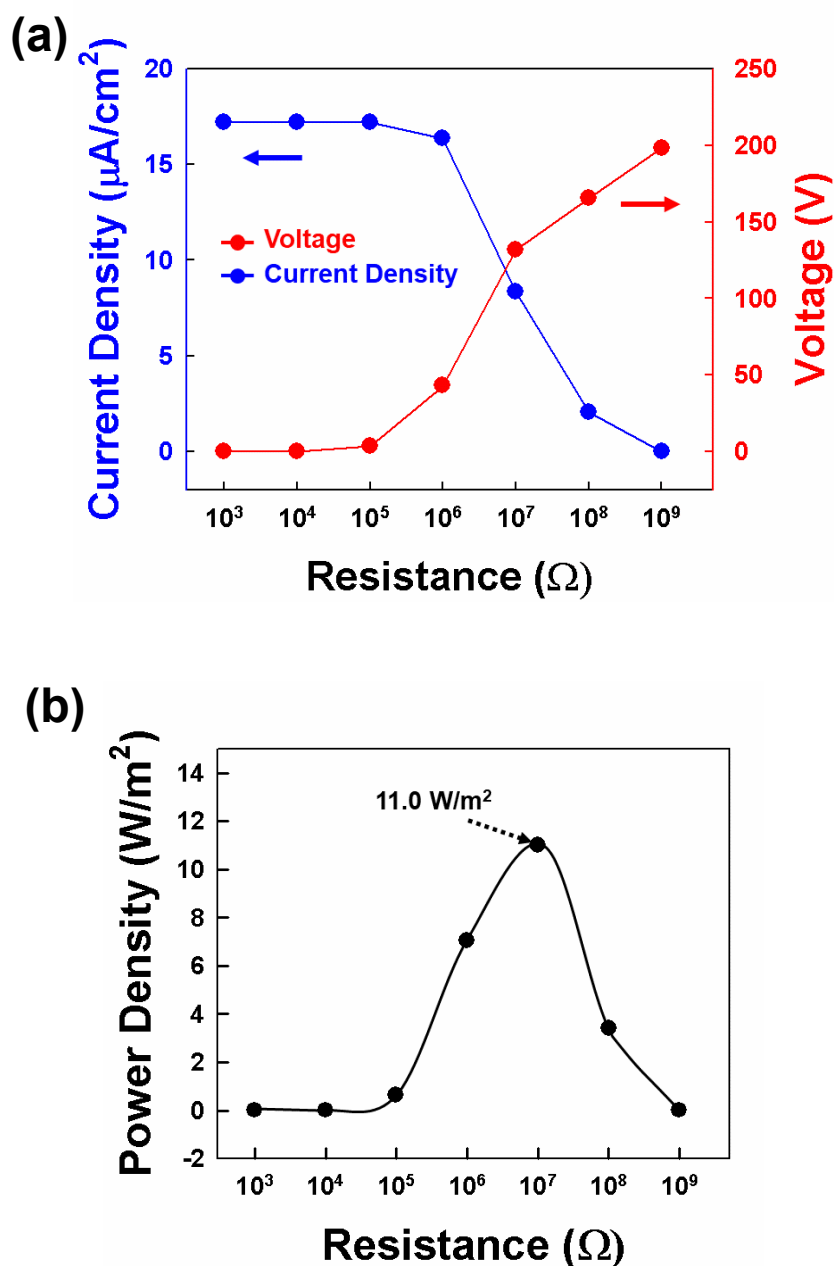 (a)
Current Density (μA/cm²)
20
15
10
5
0
250
200
150
100
50
0
Voltage (V)
Voltage
Current Density
10³ 10⁴ 10⁵ 10⁶ 10⁷ 10⁸ 10⁹
Resistance (Ω)
(b)
Power Density (W/m²)
14
12
10
8
6
4
2
0
-2
11.0 W/m²
10³ 10⁴ 10⁵ 10⁶ 10⁷ 10⁸ 10⁹
Resistance (Ω)